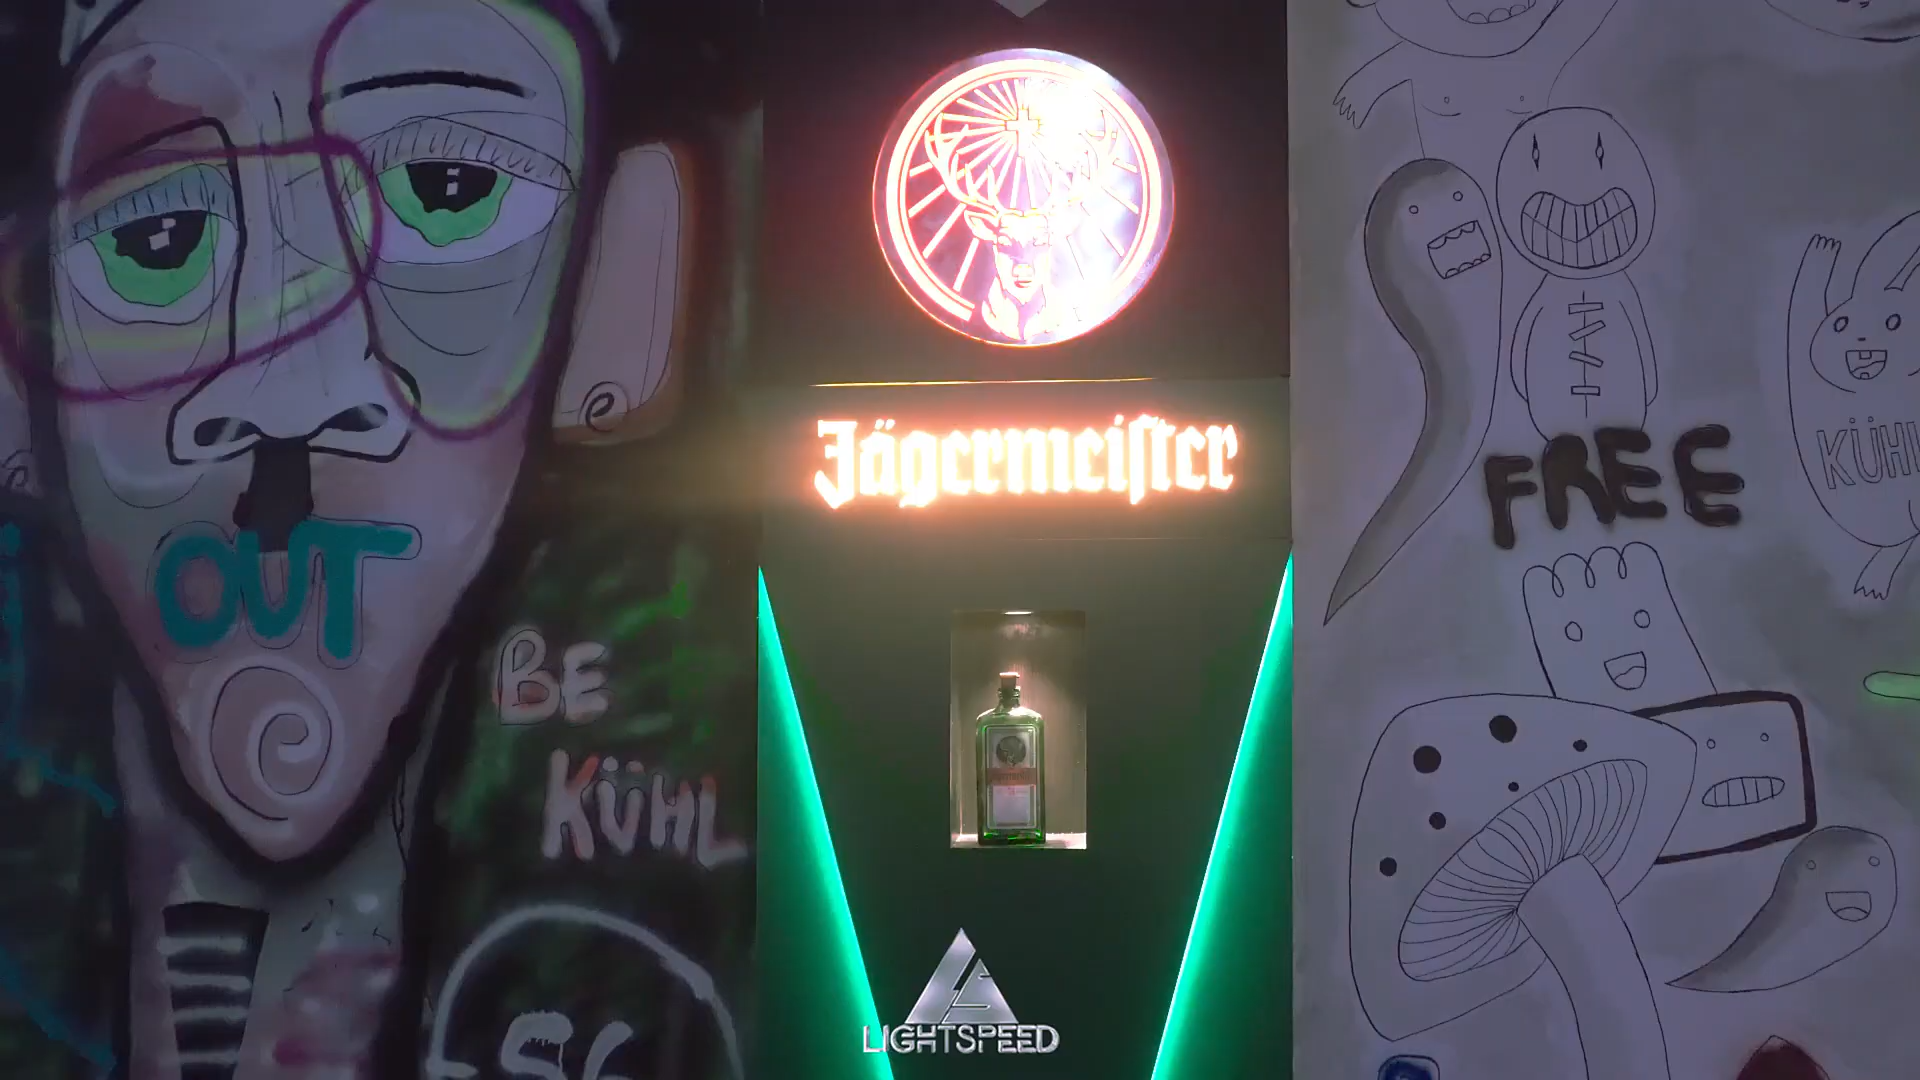 Jägermeiſter
OUT
BE
KÜHL
FREE
KÜHL
LIGHTSPEED